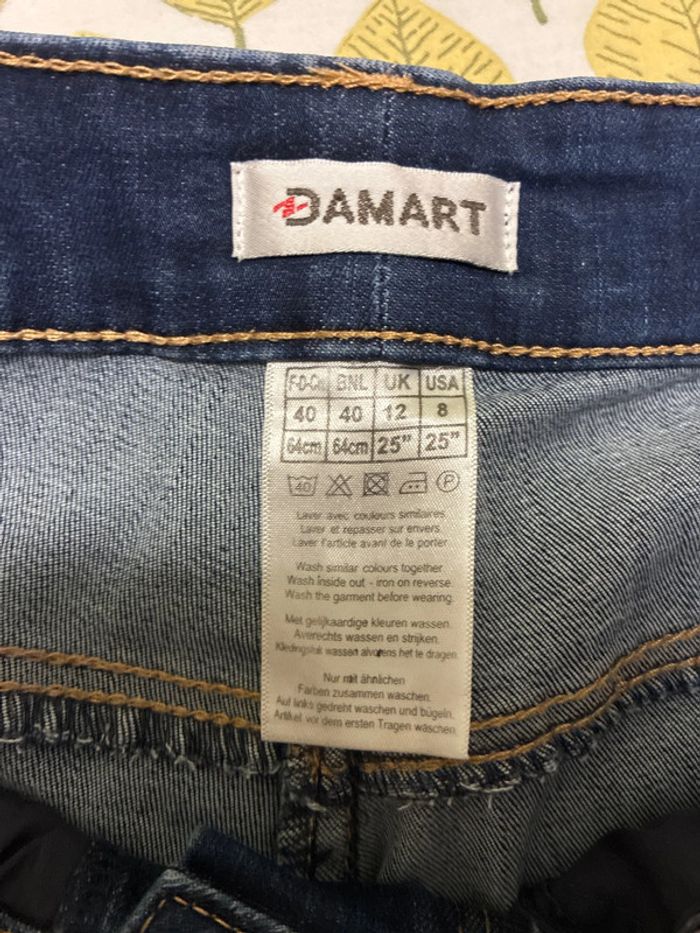 DAMART
F-D-CH BNL UK USA
40 40 12 8
64cm 64cm 25” 25”
40 P
Laver avec couleurs similaires
Laver et repasser sur envers.
Laver l'article avant de le porter
Wash similar colours together
Wash inside out - iron on reverse.
Wash the garment before wearing.
Met gelijkaardige kleuren wassen.
Averechts wassen en strijken.
Kledingstuk wassen alvorens het te dragen
Nur mit ähnlichen
Farben zusammen waschen.
Auf links gedreht waschen und bügeln.
Artikel vor dem ersten Tragen waschen